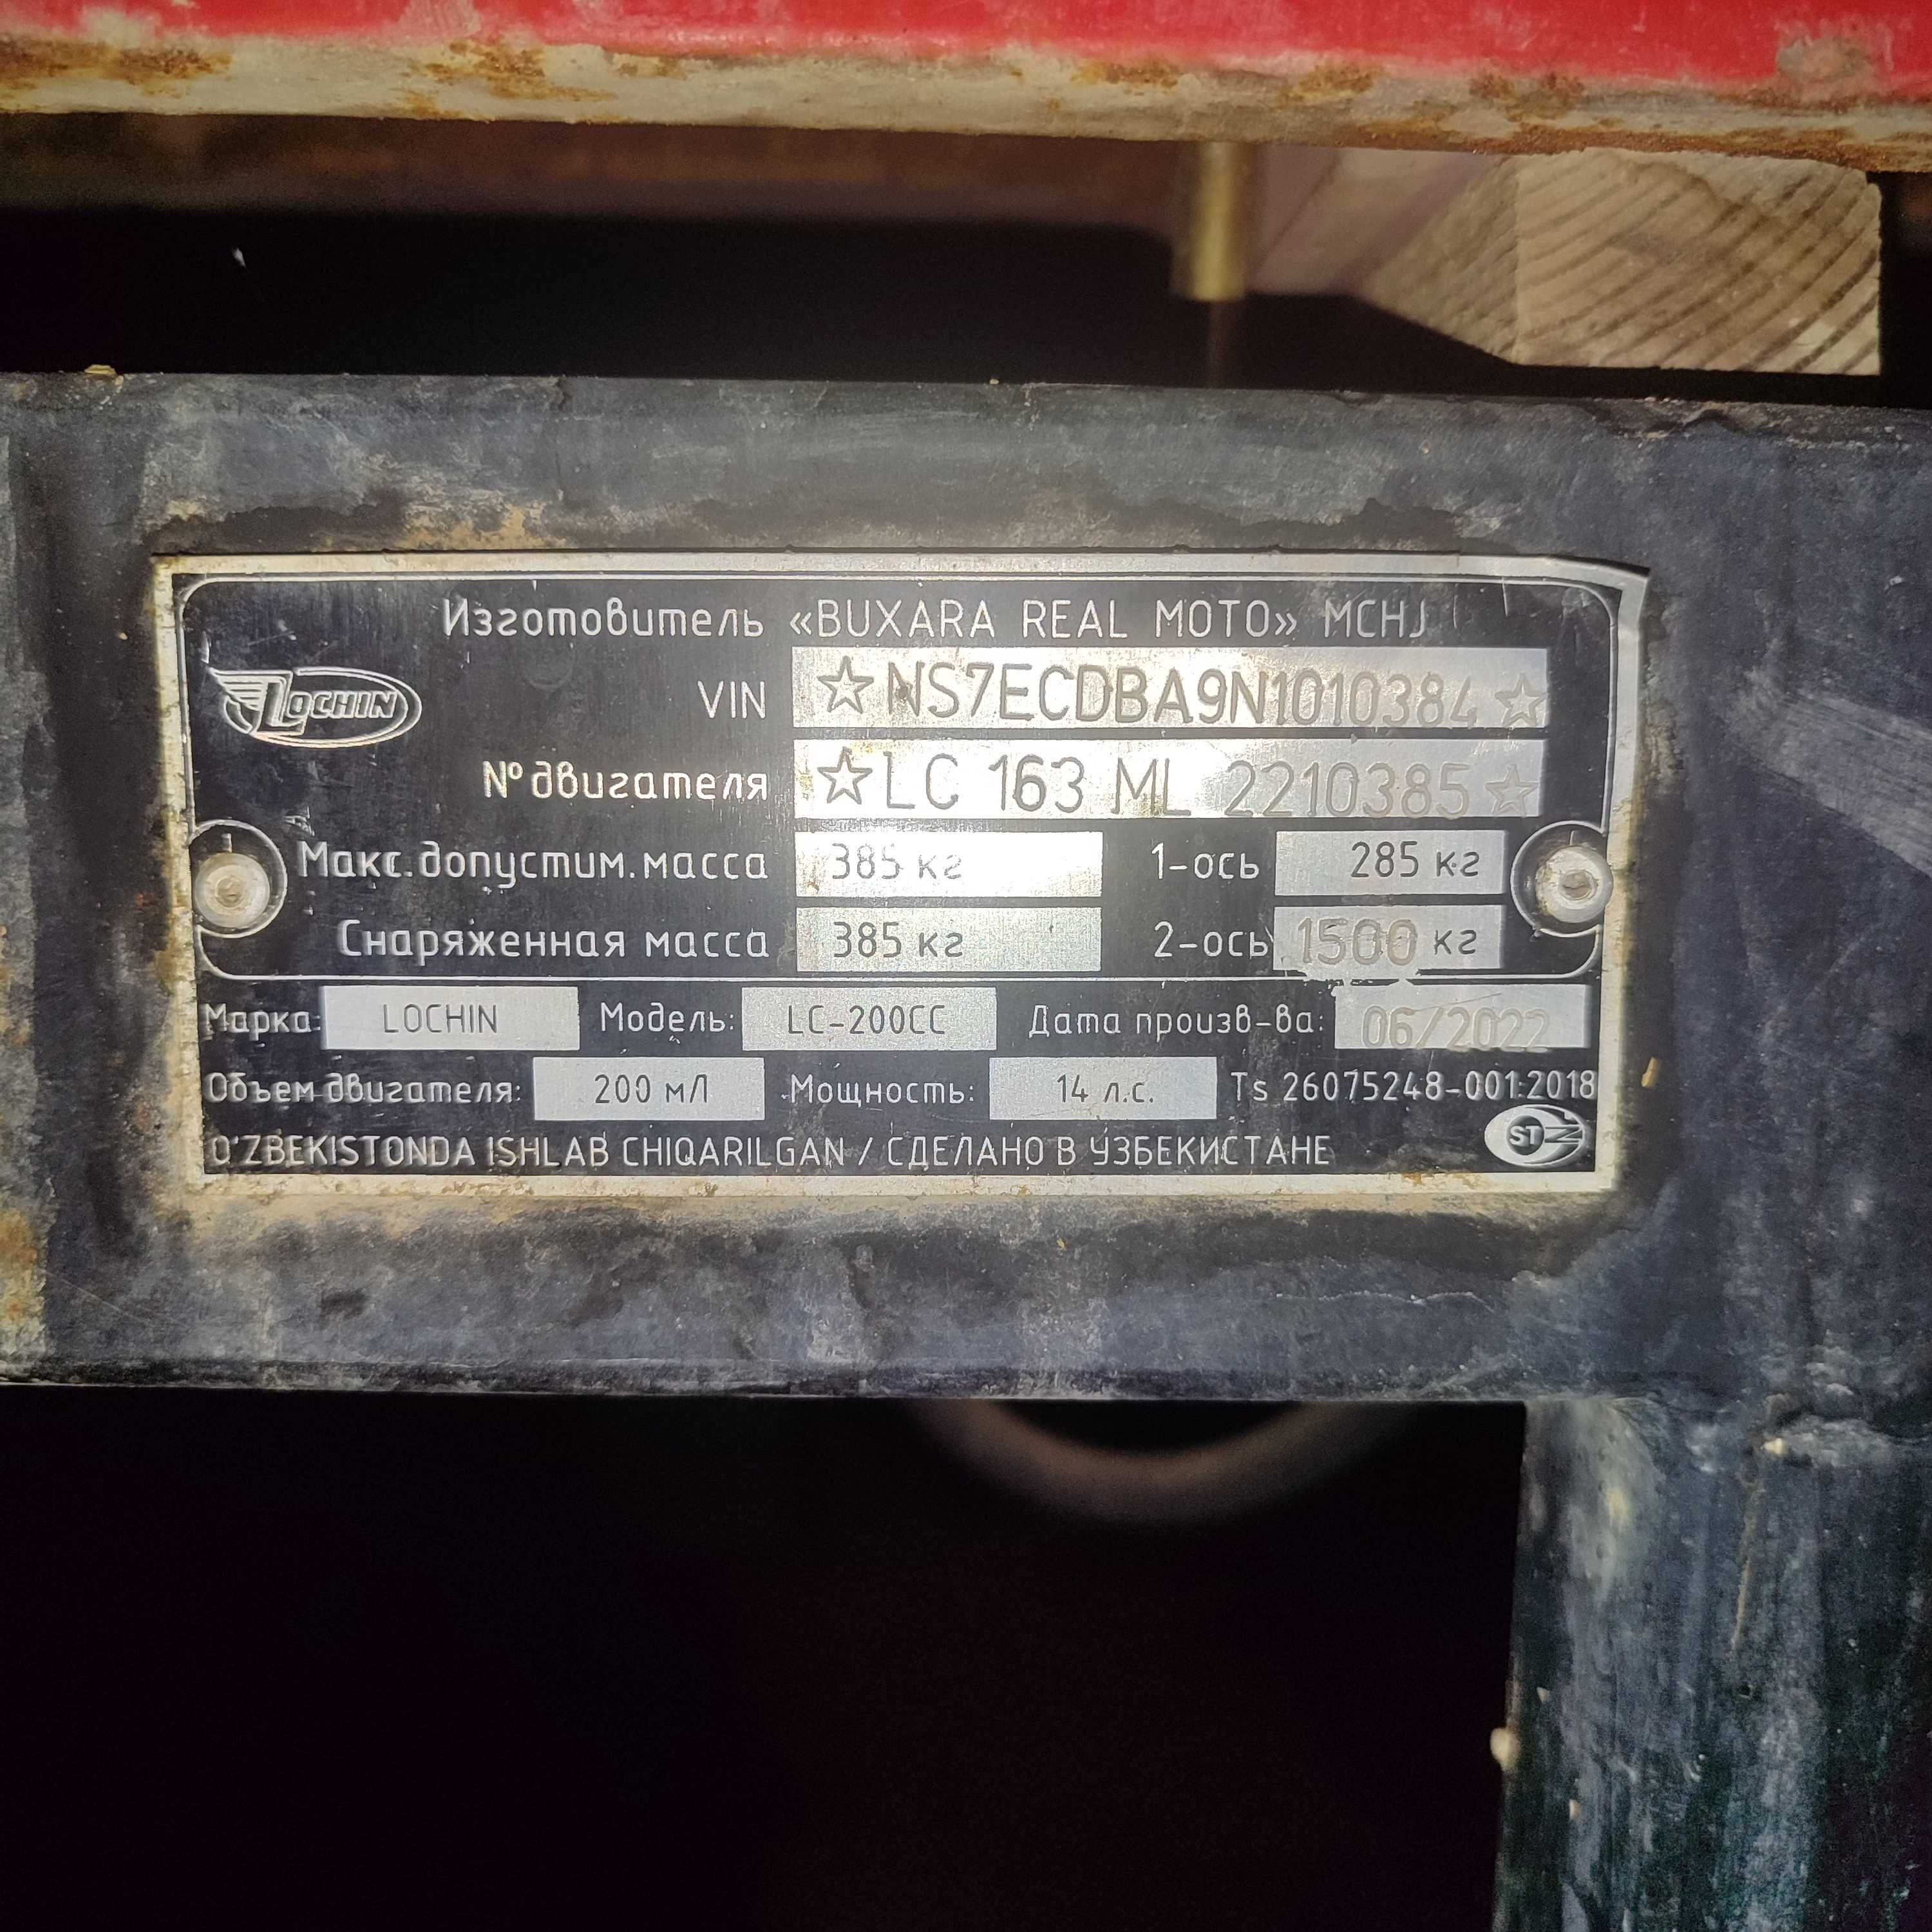 Изготовитель «BUXARA REAL MOTO» MCHJ
LOCHIN
VIN ☆NS7ECDBA9N1010384☆
№ двигателя ☆LC 163 ML 2210385☆
Макс.допустим.масса 385 кг 1-ось 285 кг
Снаряженная масса 385 кг 2-ось 1500 кг
Марка: LOCHIN Модель: LC-200CC Дата произв-ва: 06/2022
Объем двигателя: 200 мЛ Мощность: 14 л.с. Ts 26075248-001:2018
O'ZBEKISTONDA ISHLAB CHIQARILGAN / СДЕЛАНО В УЗБЕКИСТАНЕ
ST